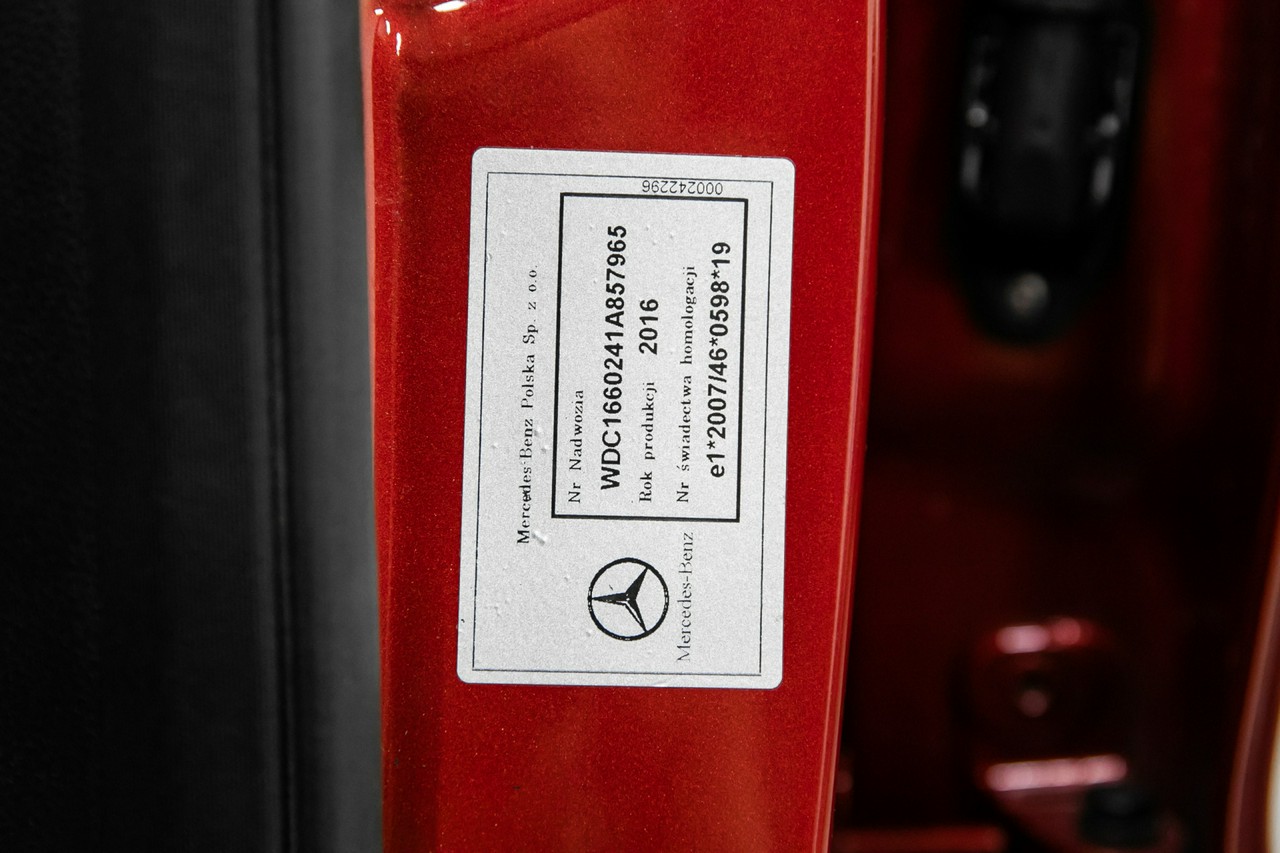 Mercedes-Benz Polska Sp. z o.o.
Nr Nadwozia
WDC1660241A857965
Rok produkcji 2016
Nr świadectwa homologacji
e1*2007/46*0598*19
Mercedes-Benz
000242296